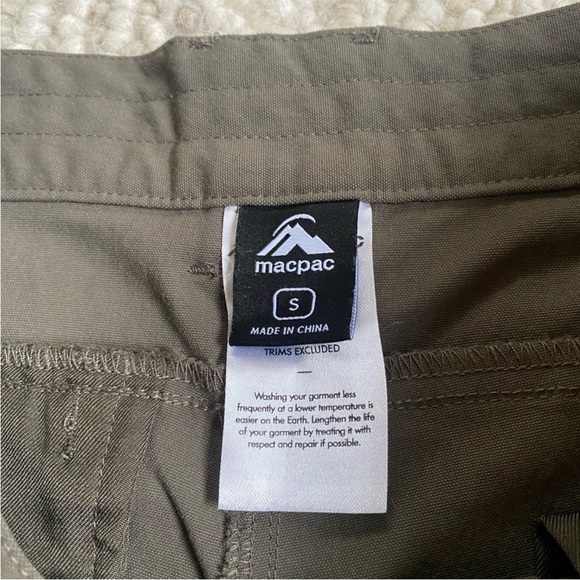 macpac
S
MADE IN CHINA
TRIMS EXCLUDED
Washing your garment less
frequently at a lower temperature is
easier on the Earth. Lengthen the life
of your garment by treating it with
respect and repair if possible.